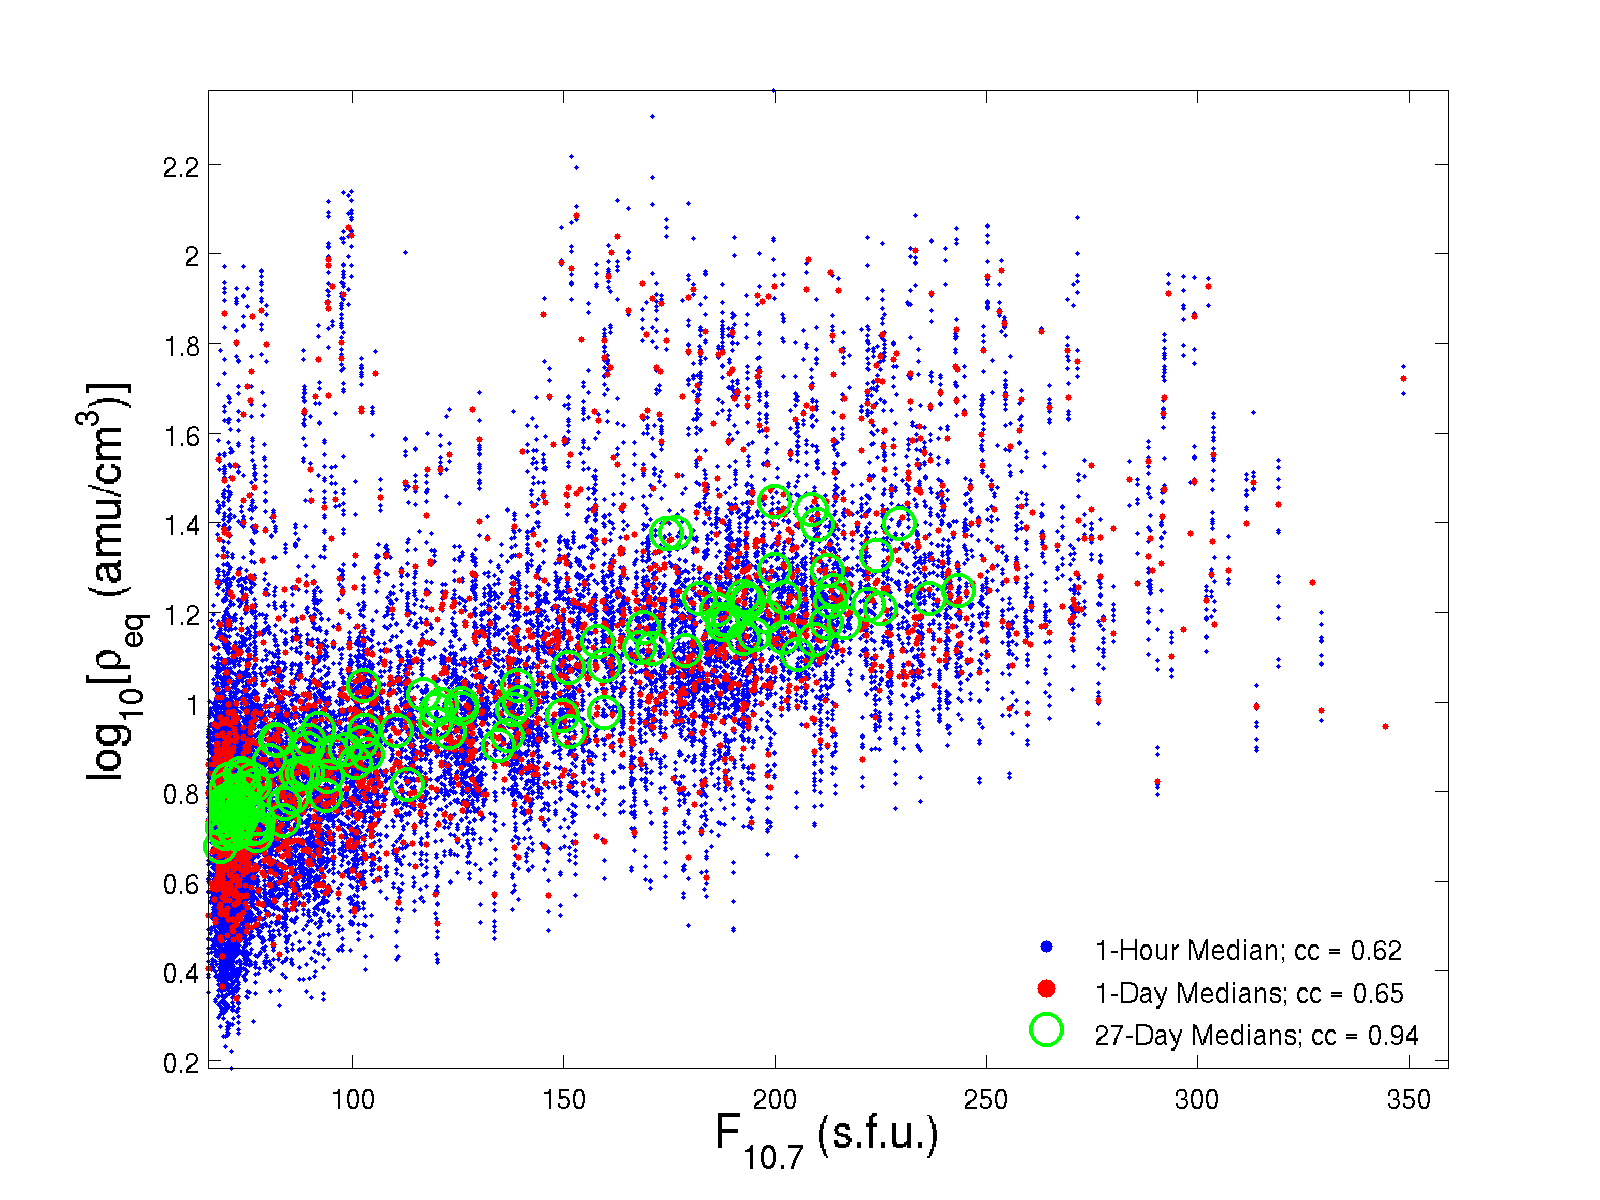 2.2
2
1.8
1.6
1.4
1.2
1
0.8
0.6
0.4
0.2
log10[ρeq (amu/cm3)]
1-Hour Median; cc = 0.62
1-Day Medians; cc = 0.65
27-Day Medians; cc = 0.94
100 150 200 250 300 350
F10.7 (s.f.u.)